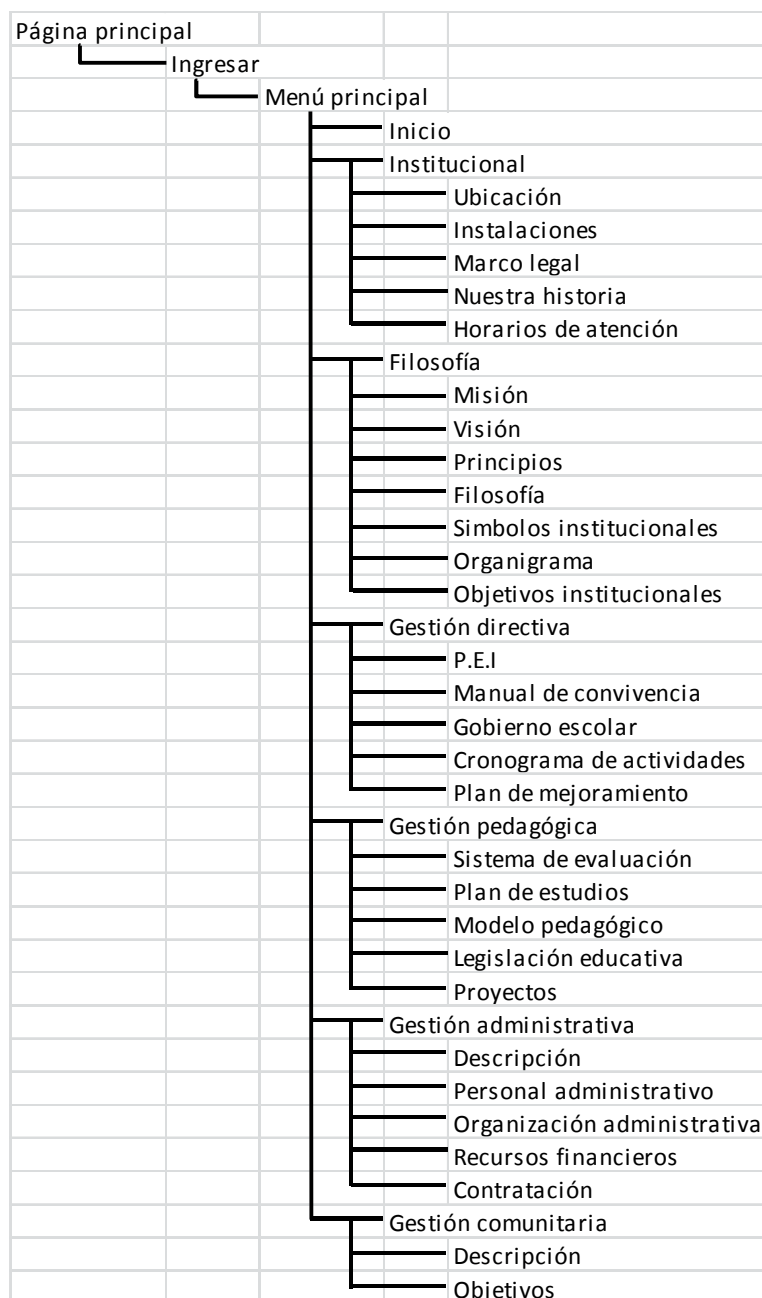 Página principal
Ingresar
Menú principal
Inicio
Institucional
Ubicación
Instalaciones
Marco legal
Nuestra historia
Horarios de atención
Filosofía
Misión
Visión
Principios
Filosofía
Simbolos institucionales
Organigrama
Objetivos institucionales
Gestión directiva
P.E.I
Manual de convivencia
Gobierno escolar
Cronograma de actividades
Plan de mejoramiento
Gestión pedagógica
Sistema de evaluación
Plan de estudios
Modelo pedagógico
Legislación educativa
Proyectos
Gestión administrativa
Descripción
Personal administrativo
Organización administrativa
Recursos financieros
Contratación
Gestión comunitaria
Descripción
Objetivos